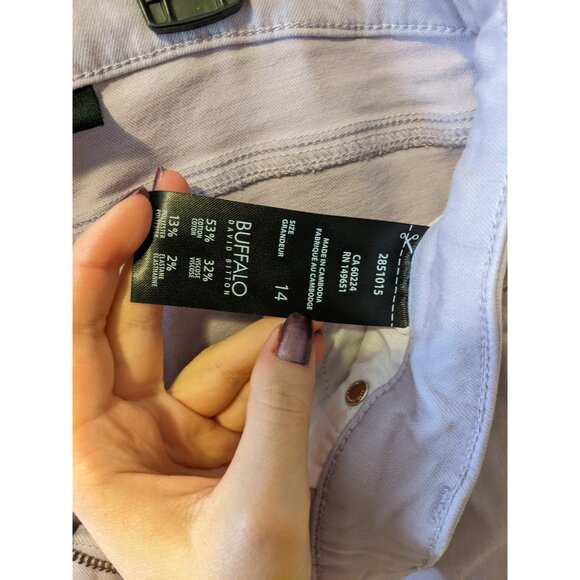 2851015
CA 60224
RN 149651
MADE IN CAMBODIA
FABRIQUÉ AU CAMBODGE
SIZE
GRANDEUR
14
BUFFALO
DAVID BITTON
53% COTTON
COTON
32% VISCOSE
VISCOSE
13% POLYESTER
POLYESTER
2% ELASTANE
ÉLASTHANNE